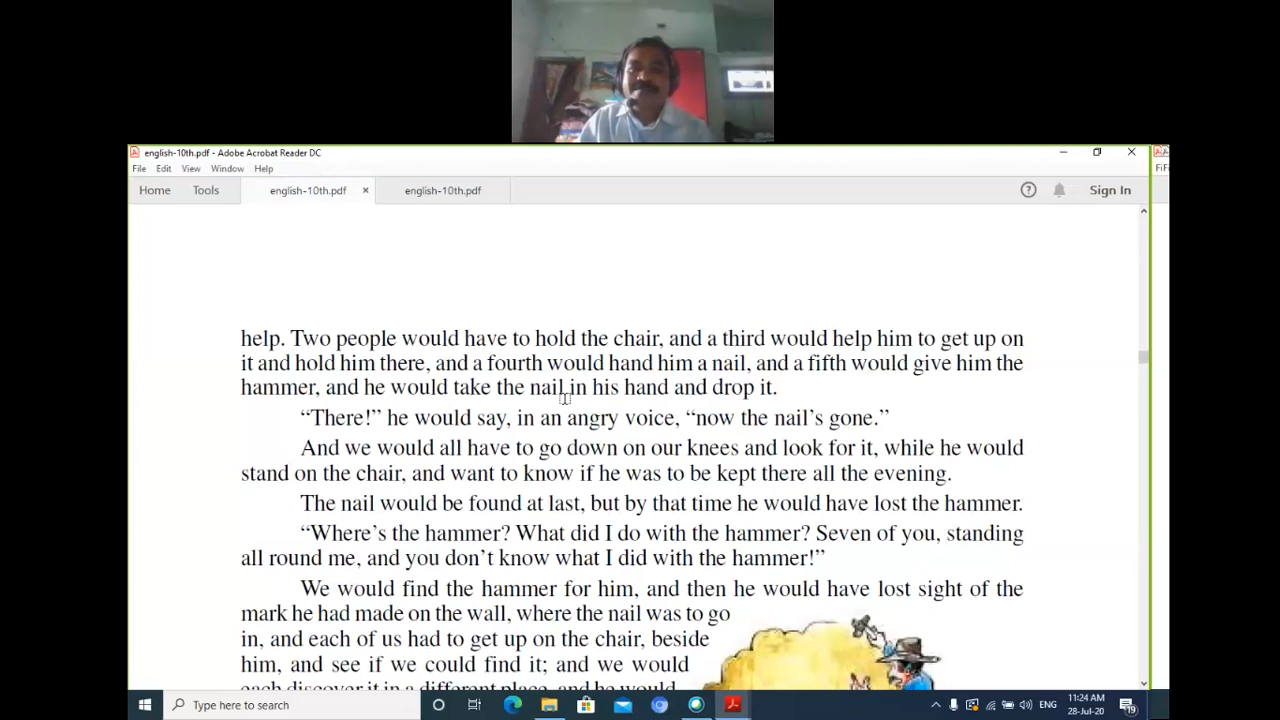 english-10th.pdf - Adobe Acrobat Reader DC
File Edit View Window Help
FiFi
Home Tools english-10th.pdf × english-10th.pdf ? Sign In
help. Two people would have to hold the chair, and a third would help him to get up on
it and hold him there, and a fourth would hand him a nail, and a fifth would give him the
hammer, and he would take the nail in his hand and drop it.
“There!” he would say, in an angry voice, “now the nail’s gone.”
And we would all have to go down on our knees and look for it, while he would
stand on the chair, and want to know if he was to be kept there all the evening.
The nail would be found at last, but by that time he would have lost the hammer.
“Where’s the hammer? What did I do with the hammer? Seven of you, standing
all round me, and you don’t know what I did with the hammer!”
We would find the hammer for him, and then he would have lost sight of the
mark he had made on the wall, where the nail was to go
in, and each of us had to get up on the chair, beside
him, and see if we could find it; and we would
each discover it in a different place, and he would
Type here to search
ENG
11:24 AM
28-Jul-20
19